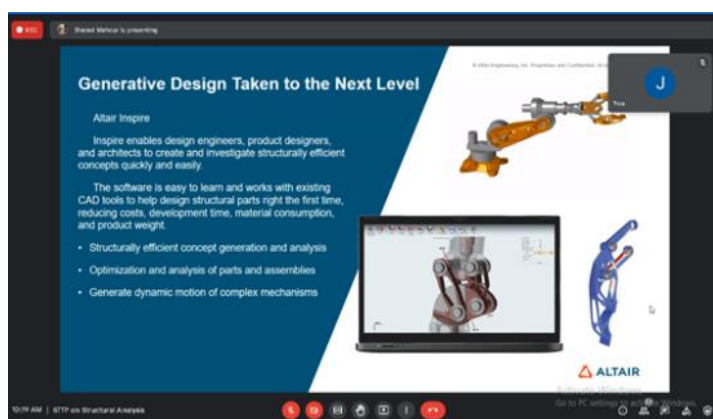 REC
Sharad Mahour is presenting
Generative Design Taken to the Next Level
J
You
Altair Inspire
Inspire enables design engineers, product designers,
and architects to create and investigate structurally efficient
concepts quickly and easily.
The software is easy to learn and works with existing
CAD tools to help design structural parts right the first time,
reducing costs, development time, material consumption,
and product weight.
• Structurally efficient concept generation and analysis
• Optimization and analysis of parts and assemblies
• Generate dynamic motion of complex mechanisms
ALTAIR
Activate Windows
Go to PC settings to activate Windows.
AM | STTP on Structural Analysis